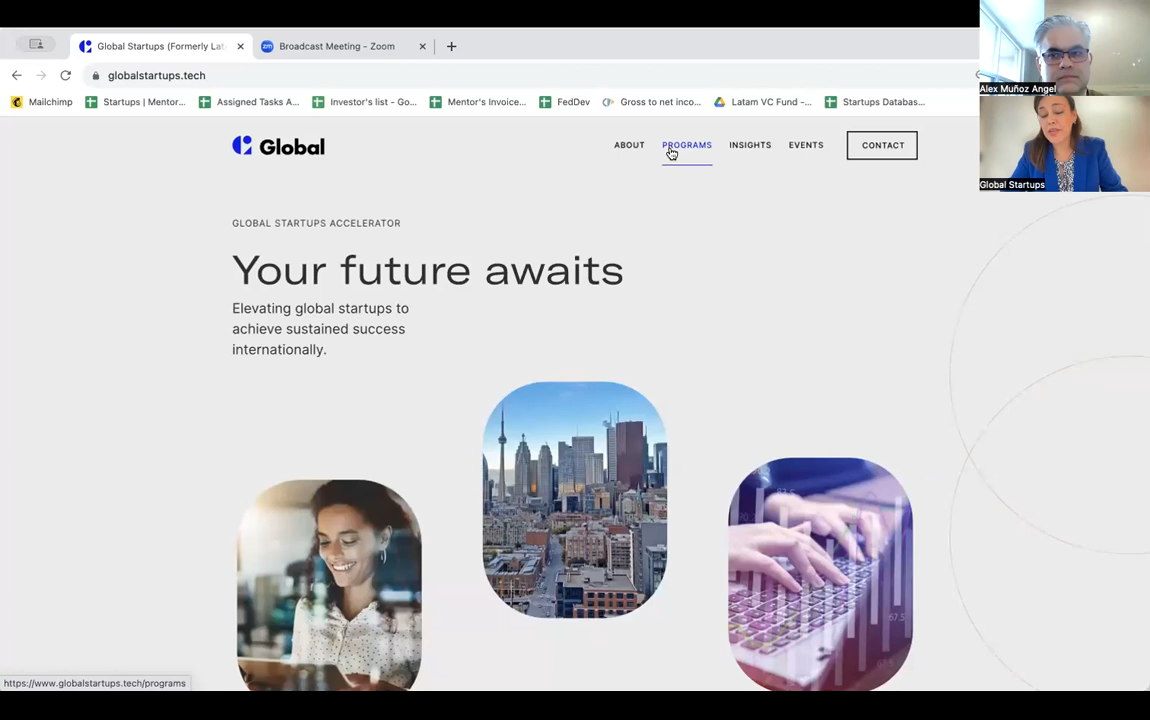 Global Startups (Formerly Lat
Broadcast Meeting - Zoom
globalstartups.tech
Mailchimp
Startups | Mentor...
Assigned Tasks A...
Investor's list - Go...
Mentor's Invoice...
FedDev
Gross to net inco...
Latam VC Fund -...
Startups Databas...
Alex Muñoz Angel
Global Startups
Global
ABOUT
PROGRAMS
INSIGHTS
EVENTS
CONTACT
GLOBAL STARTUPS ACCELERATOR
Your future awaits
Elevating global startups to
achieve sustained success
internationally.
67.5
https://www.globalstartups.tech/programs